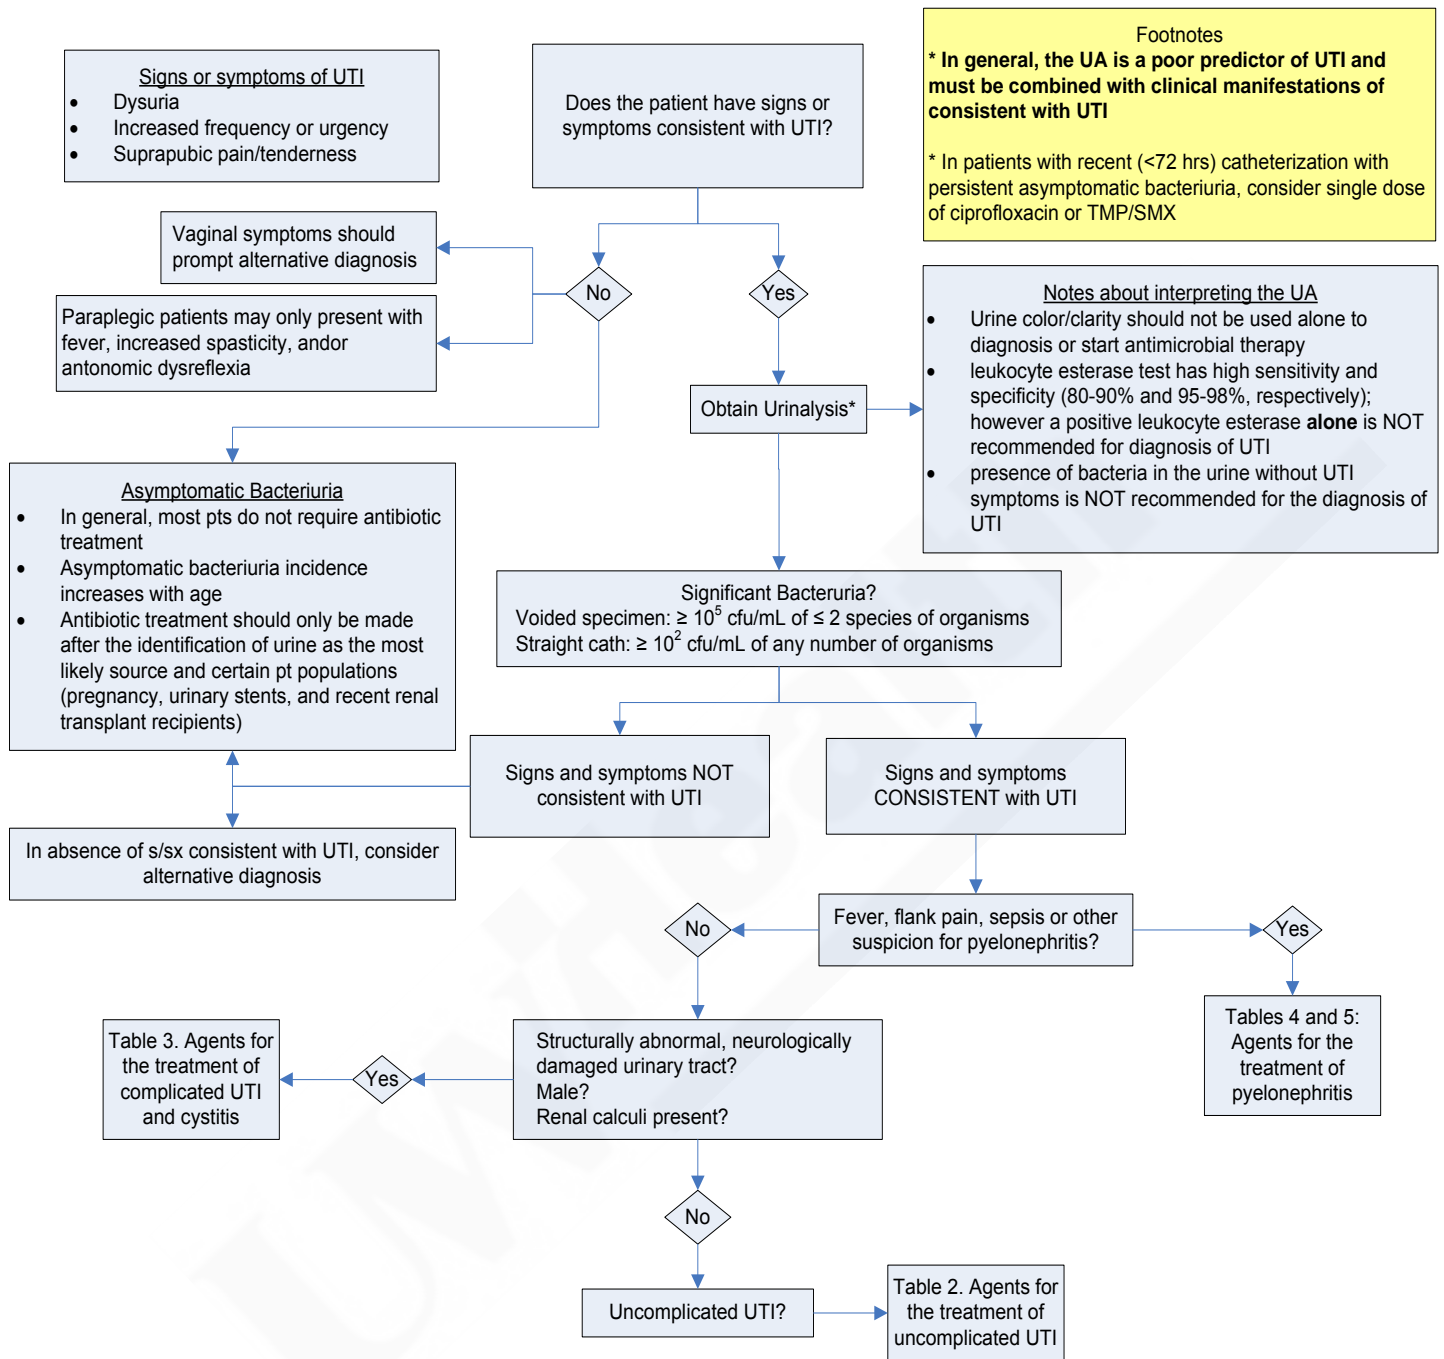 Signs or symptoms of UTI
• Dysuria
• Increased frequency or urgency
• Suprapubic pain/tenderness
Does the patient have signs or
symptoms consistent with UTI?
Footnotes
* In general, the UA is a poor predictor of UTI and
must be combined with clinical manifestations of
consistent with UTI
* In patients with recent (<72 hrs) catheterization with
persistent asymptomatic bacteriuria, consider single dose
of ciprofloxacin or TMP/SMX
Vaginal symptoms should
prompt alternative diagnosis
No
Yes
Paraplegic patients may only present with
fever, increased spasticity, andor
antonomic dysreflexia
Notes about interpreting the UA
• Urine color/clarity should not be used alone to
diagnosis or start antimicrobial therapy
• leukocyte esterase test has high sensitivity and
specificity (80-90% and 95-98%, respectively);
however a positive leukocyte esterase alone is NOT
recommended for diagnosis of UTI
• presence of bacteria in the urine without UTI
symptoms is NOT recommended for the diagnosis of
UTI
Obtain Urinalysis*
Asymptomatic Bacteriuria
• In general, most pts do not require antibiotic
treatment
• Asymptomatic bacteriuria incidence
increases with age
• Antibiotic treatment should only be made
after the identification of urine as the most
likely source and certain pt populations
(pregnancy, urinary stents, and recent renal
transplant recipients)
Significant Bacteruria?
Voided specimen: ≥ 10⁵ cfu/mL of ≤ 2 species of organisms
Straight cath: ≥ 10² cfu/mL of any number of organisms
Signs and symptoms NOT
consistent with UTI
Signs and symptoms
CONSISTENT with UTI
In absence of s/sx consistent with UTI, consider
alternative diagnosis
No
Fever, flank pain, sepsis or other
suspicion for pyelonephritis?
Yes
Table 3. Agents for
the treatment of
complicated UTI
and cystitis
Yes
Structurally abnormal, neurologically
damaged urinary tract?
Male?
Renal calculi present?
Tables 4 and 5:
Agents for the
treatment of
pyelonephritis
No
Uncomplicated UTI?
Table 2. Agents for
the treatment of
uncomplicated UTI
UWHealth